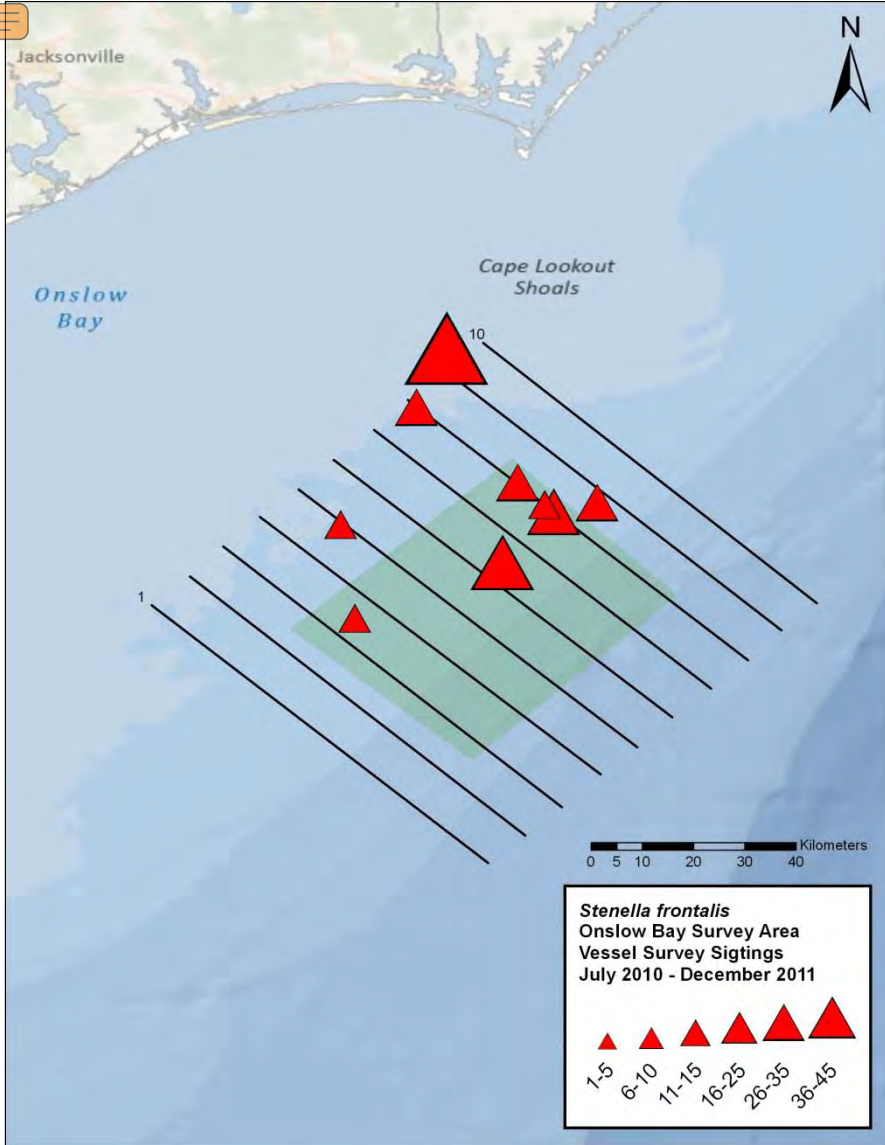 Jacksonville
N
Cape Lookout
Shoals
Onslow
Bay
10
1
Kilometers
0 5 10 20 30 40
Stenella frontalis
Onslow Bay Survey Area
Vessel Survey Sigtings
July 2010 - December 2011
1-5 6-10 11-15 16-25 26-35 36-45